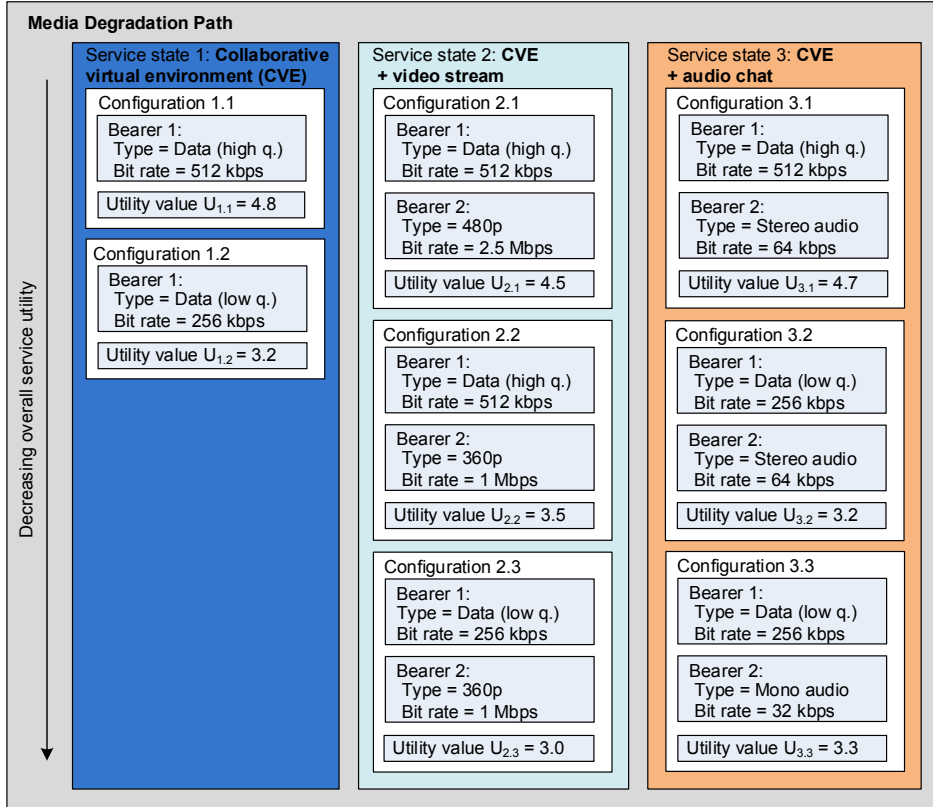 Media Degradation Path
Decreasing overall service utility
Service state 1: Collaborative
virtual environment (CVE)
Configuration 1.1
Bearer 1:
Type = Data (high q.)
Bit rate = 512 kbps
Utility value U1.1 = 4.8
Configuration 1.2
Bearer 1:
Type = Data (low q.)
Bit rate = 256 kbps
Utility value U1.2 = 3.2
Service state 2: CVE
+ video stream
Configuration 2.1
Bearer 1:
Type = Data (high q.)
Bit rate = 512 kbps
Bearer 2:
Type = 480p
Bit rate = 2.5 Mbps
Utility value U2.1 = 4.5
Configuration 2.2
Bearer 1:
Type = Data (high q.)
Bit rate = 512 kbps
Bearer 2:
Type = 360p
Bit rate = 1 Mbps
Utility value U2.2 = 3.5
Configuration 2.3
Bearer 1:
Type = Data (low q.)
Bit rate = 256 kbps
Bearer 2:
Type = 360p
Bit rate = 1 Mbps
Utility value U2.3 = 3.0
Service state 3: CVE
+ audio chat
Configuration 3.1
Bearer 1:
Type = Data (high q.)
Bit rate = 512 kbps
Bearer 2:
Type = Stereo audio
Bit rate = 64 kbps
Utility value U3.1 = 4.7
Configuration 3.2
Bearer 1:
Type = Data (low q.)
Bit rate = 256 kbps
Bearer 2:
Type = Stereo audio
Bit rate = 64 kbps
Utility value U3.2 = 3.2
Configuration 3.3
Bearer 1:
Type = Data (low q.)
Bit rate = 256 kbps
Bearer 2:
Type = Mono audio
Bit rate = 32 kbps
Utility value U3.3 = 3.3